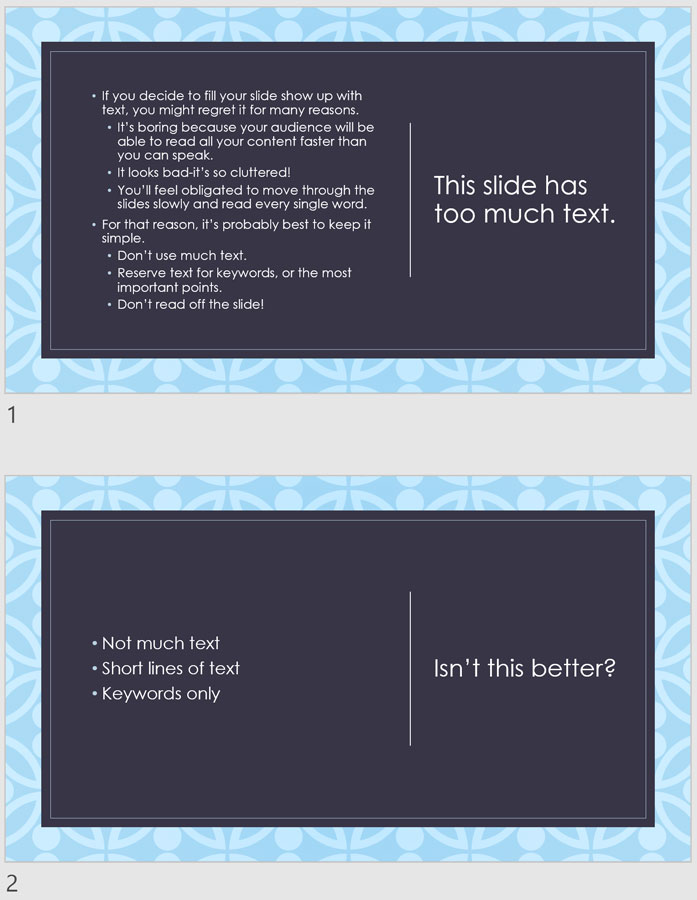 • If you decide to fill your slide show up with
text, you might regret it for many reasons.
• It's boring because your audience will be
able to read all your content faster than
you can speak.
• It looks bad-it's so cluttered!
• You'll feel obligated to move through the
slides slowly and read every single word.
• For that reason, it's probably best to keep it
simple.
• Don't use much text.
• Reserve text for keywords, or the most
important points.
• Don't read off the slide!
This slide has
too much text.
1
• Not much text
• Short lines of text
• Keywords only
Isn't this better?
2